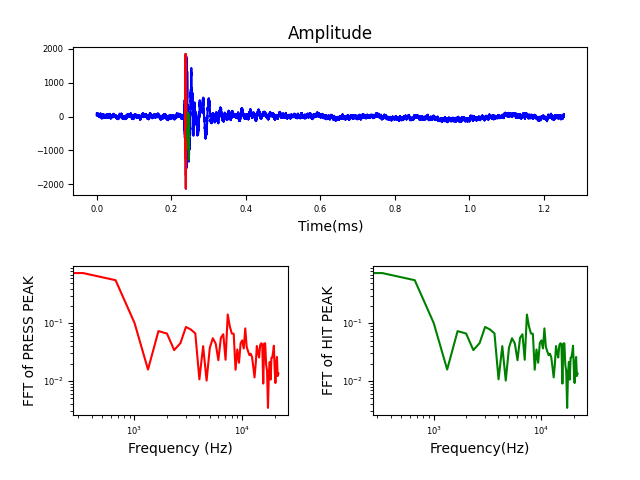 Amplitude
2000
1000
0
−1000
−2000
0.0 0.2 0.4 0.6 0.8 1.0 1.2
Time(ms)
FFT of PRESS PEAK
10⁻¹
10⁻²
10³ 10⁴
Frequency (Hz)
FFT of HIT PEAK
10⁻¹
10⁻²
10³ 10⁴
Frequency(Hz)